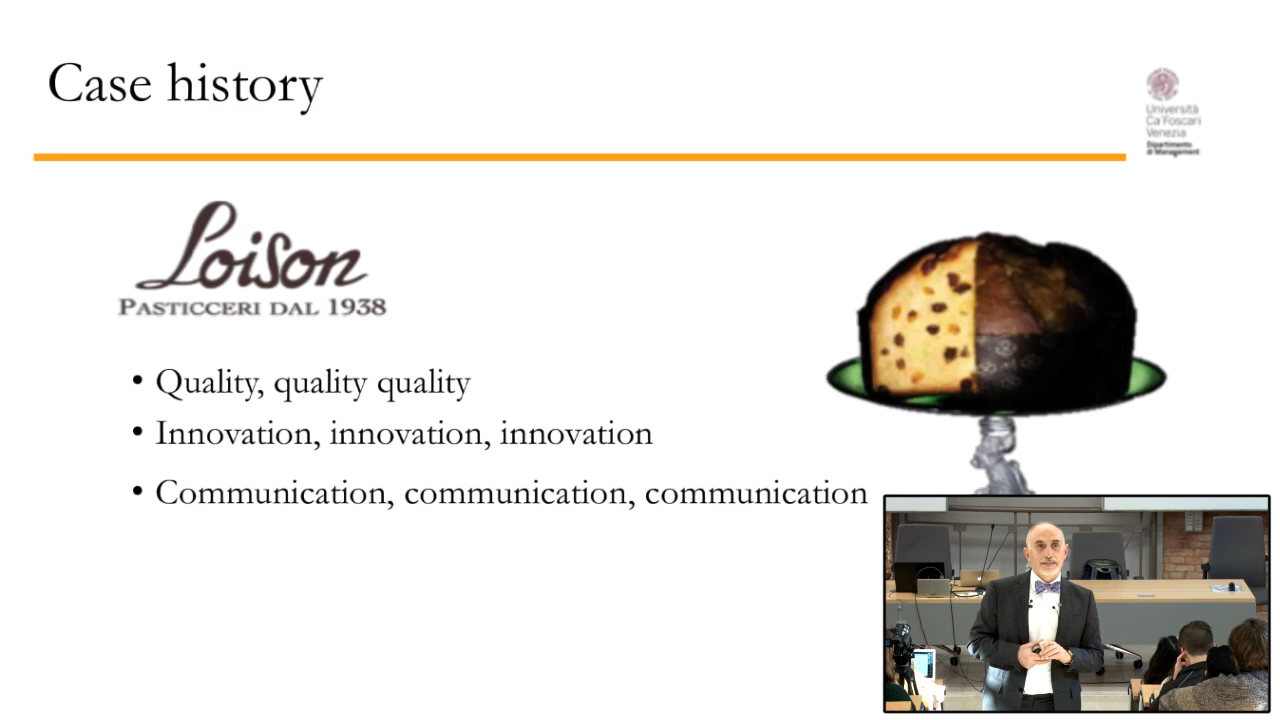 Case history
Università
Ca'Foscari
Venezia
Dipartimento
di Management
Loison
PASTICCERI DAL 1938
• Quality, quality quality
• Innovation, innovation, innovation
• Communication, communication, communication